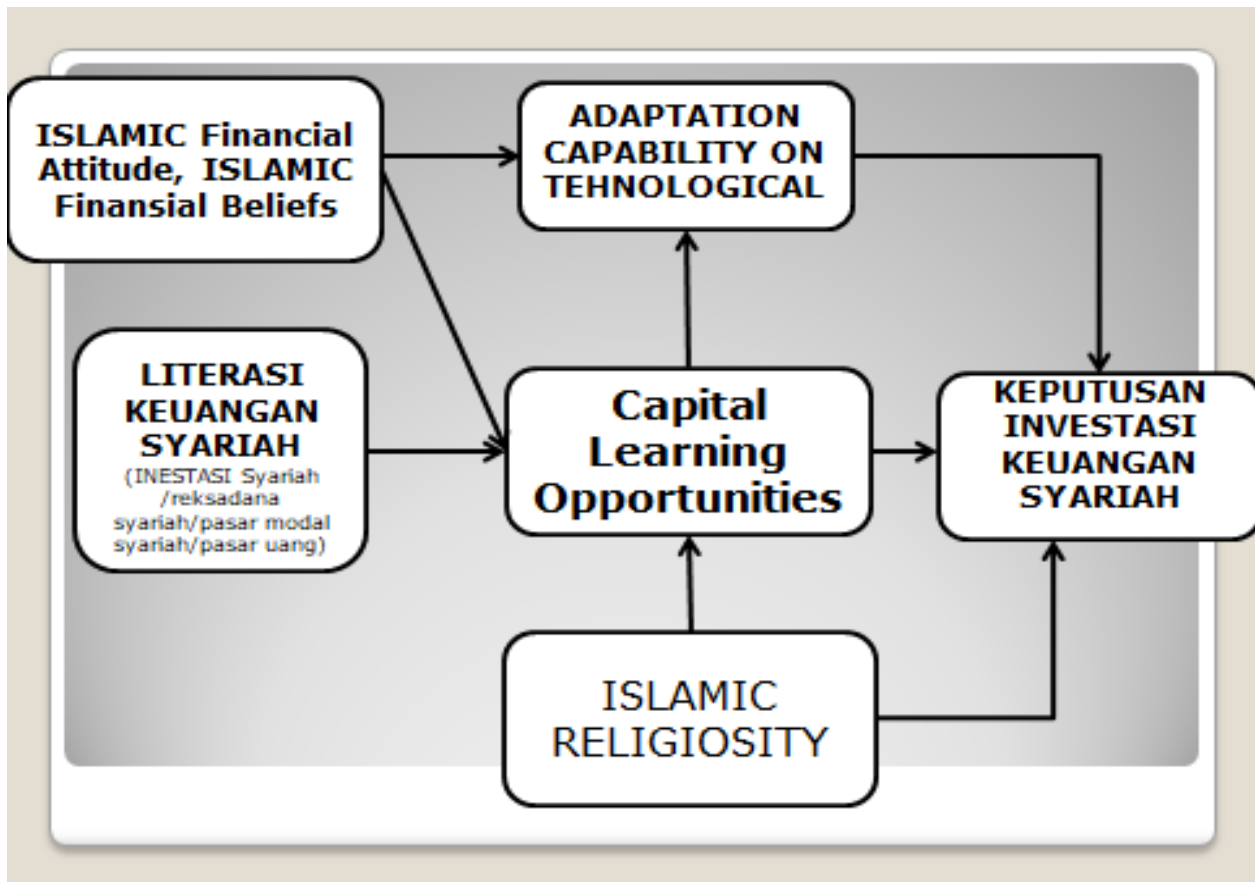 ISLAMIC Financial
Attitude, ISLAMIC
Finansial Beliefs
ADAPTATION
CAPABILITY ON
TEHNOLOGICAL
LITERASI
KEUANGAN
SYARIAH
(INESTASI Syariah
/reksadana
syariah/pasar modal
syariah/pasar uang)
Capital
Learning
Opportunities
KEPUTUSAN
INVESTASI
KEUANGAN
SYARIAH
ISLAMIC
RELIGIOSITY